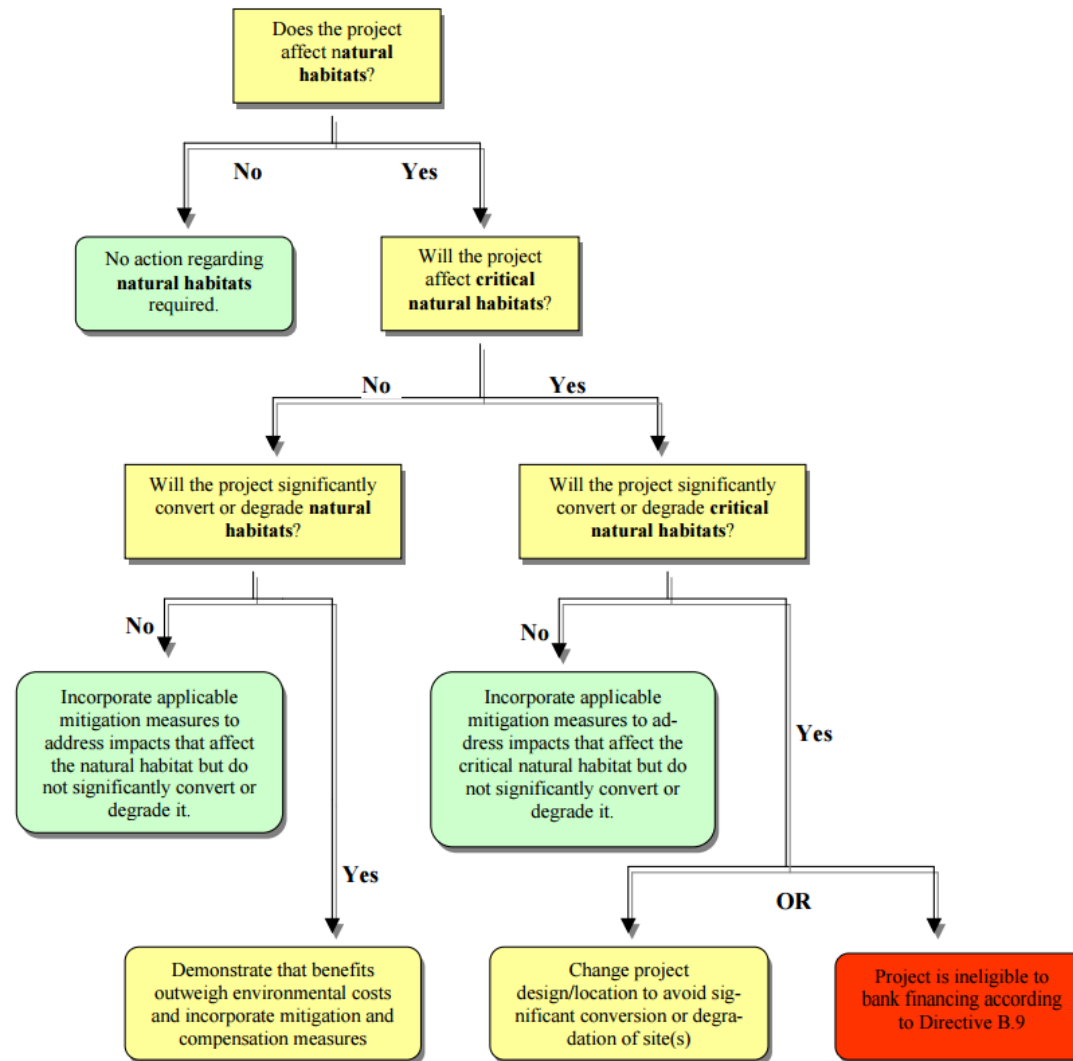 Does the project
affect natural
habitats?
No
Yes
No action regarding
natural habitats
required.
Will the project
affect critical
natural habitats?
No
Yes
Will the project significantly
convert or degrade natural
habitats?
Will the project significantly
convert or degrade critical
natural habitats?
No
No
Incorporate applicable
mitigation measures to
address impacts that affect
the natural habitat but do
not significantly convert or
degrade it.
Incorporate applicable
mitigation measures to ad-
dress impacts that affect the
critical natural habitat but do
not significantly convert or
degrade it.
Yes
Yes
OR
Demonstrate that benefits
outweigh environmental costs
and incorporate mitigation and
compensation measures
Change project
design/location to avoid sig-
nificant conversion or degra-
dation of site(s)
Project is ineligible to
bank financing according
to Directive B.9